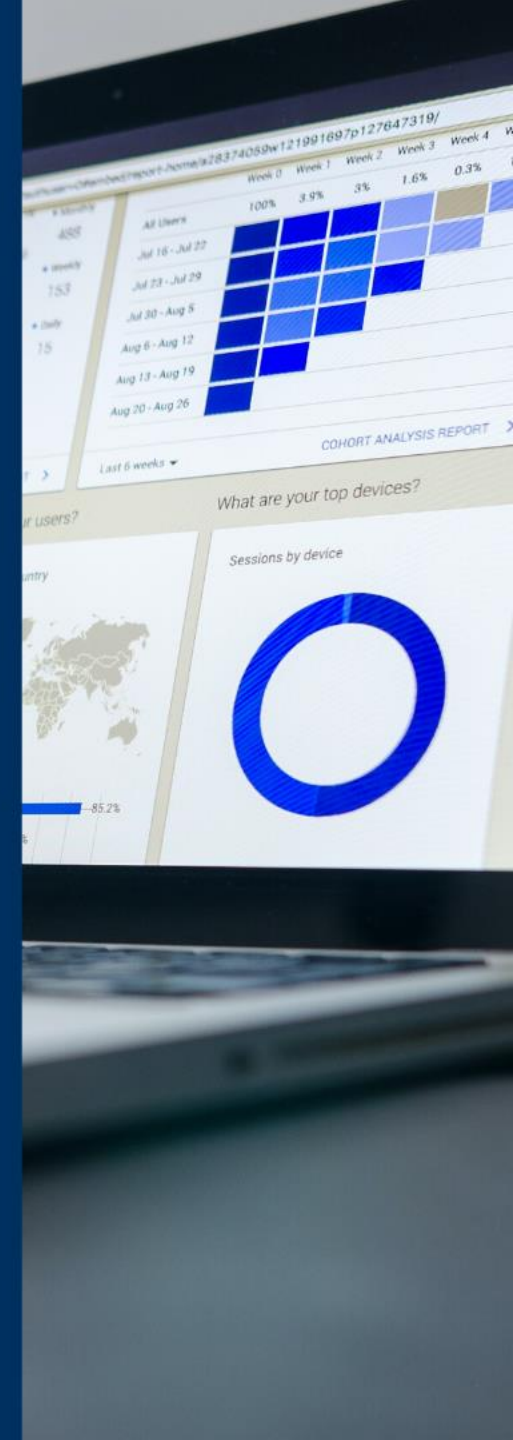 Week 0 Week 1 Week 2 Week 3 Week 4
All Users 100% 3.9% 3% 1.6% 0.3%
Jul 16 - Jul 22
Jul 23 - Jul 29
Jul 30 - Aug 5
Aug 6 - Aug 12
Aug 13 - Aug 19
Aug 20 - Aug 26
Last 6 weeks
COHORT ANALYSIS REPORT
Monthly
488
Weekly
153
Daily
15
users?
What are your top devices?
Sessions by device
85.2%